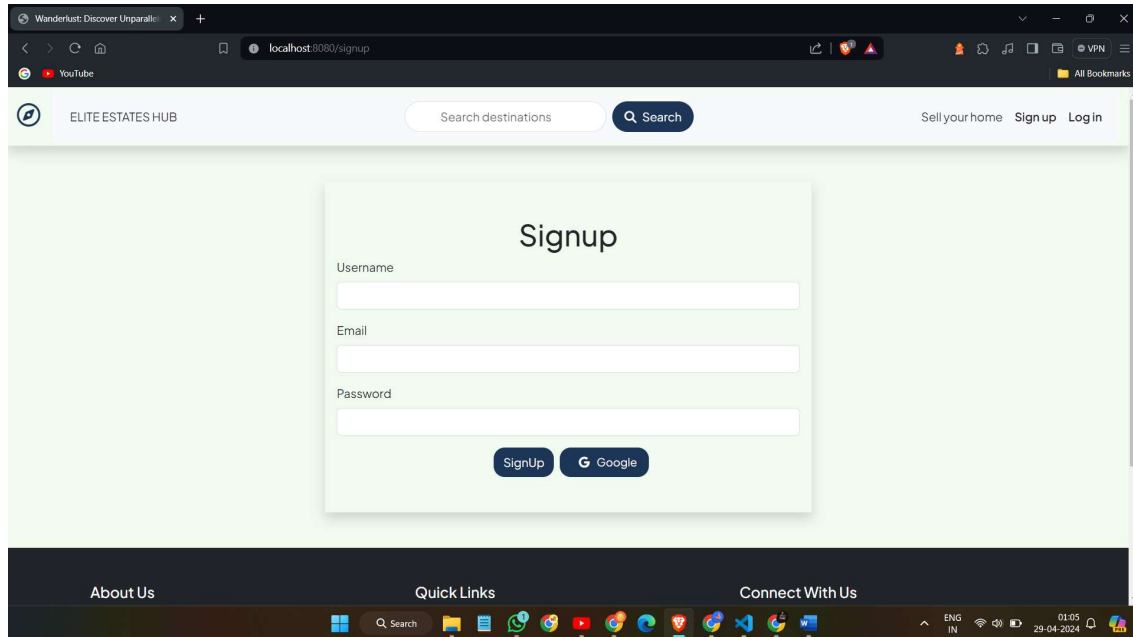 Wanderlust: Discover Unparallel
localhost:8080/signup
VPN
YouTube
All Bookmarks
ELITE ESTATES HUB
Search destinations
Search
Sell your home Sign up Log in
Signup
Username
Email
Password
SignUp
G Google
About Us
Quick Links
Connect With Us
Search
ENG
IN
01:05
29-04-2024